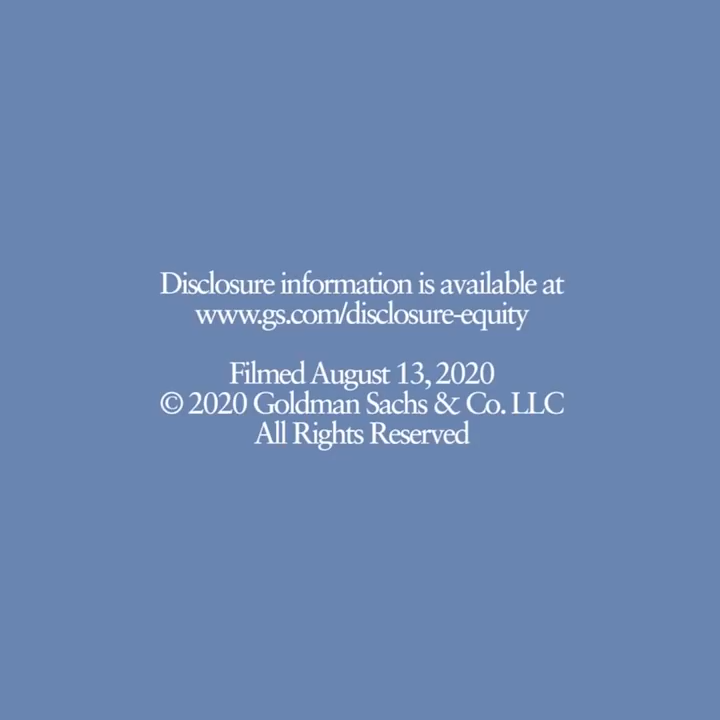 Disclosure information is available at
www.gs.com/disclosure-equity
Filmed August 13, 2020
© 2020 Goldman Sachs & Co. LLC
All Rights Reserved